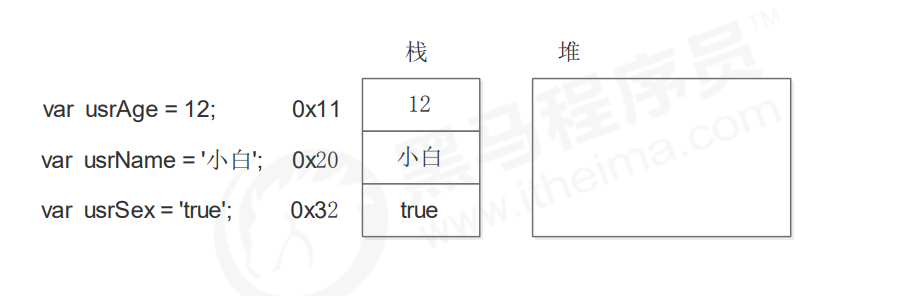 栈 堆
var usrAge = 12; 0x11 12
var usrName = '小白'; 0x20 小白
var usrSex = 'true'; 0x32 true
黑马程序员™
www.itheima.com